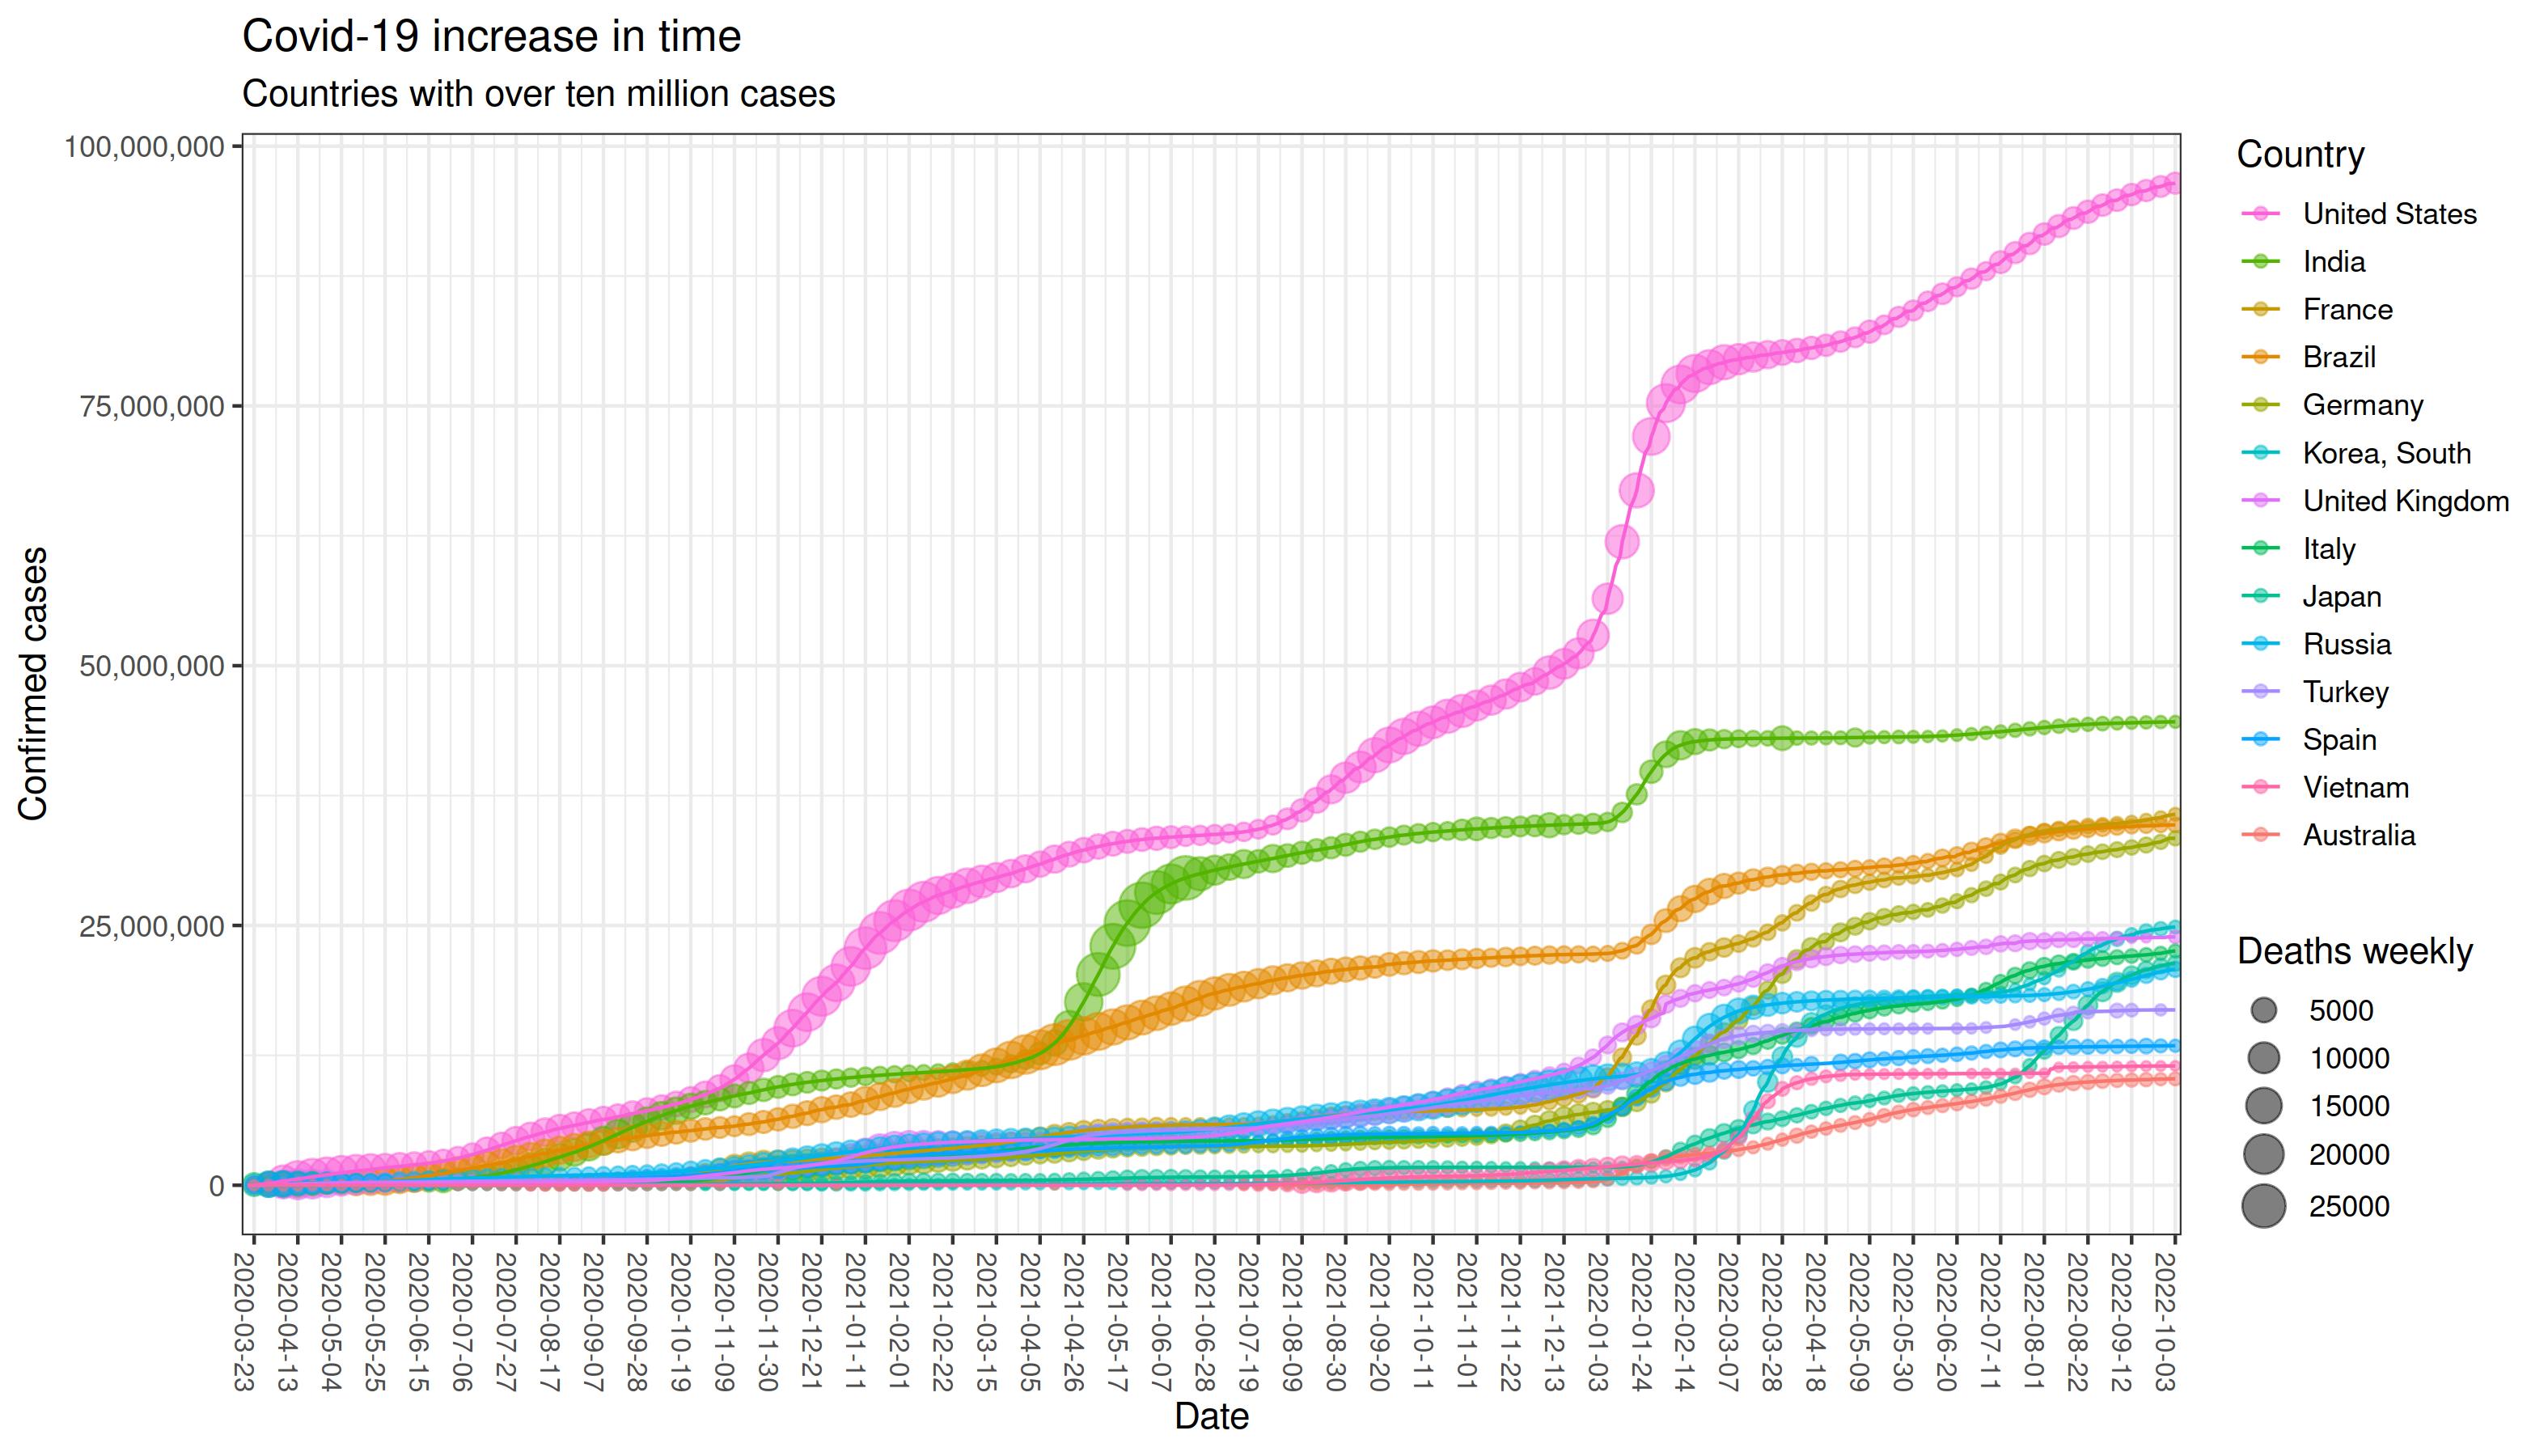 Covid-19 increase in time
Countries with over ten million cases
Confirmed cases
100,000,000
75,000,000
50,000,000
25,000,000
0
2020-03-23
2020-04-13
2020-05-04
2020-05-25
2020-06-15
2020-07-06
2020-07-27
2020-08-17
2020-09-07
2020-09-28
2020-10-19
2020-11-09
2020-11-30
2020-12-21
2021-01-11
2021-02-01
2021-02-22
2021-03-15
2021-04-05
2021-04-26
2021-05-17
2021-06-07
2021-06-28
2021-07-19
2021-08-09
2021-08-30
2021-09-20
2021-10-11
2021-11-01
2021-11-22
2021-12-13
2022-01-03
2022-01-24
2022-02-14
2022-03-07
2022-03-28
2022-04-18
2022-05-09
2022-05-30
2022-06-20
2022-07-11
2022-08-01
2022-08-22
2022-09-12
2022-10-03
Date
Country
United States
India
France
Brazil
Germany
Korea, South
United Kingdom
Italy
Japan
Russia
Turkey
Spain
Vietnam
Australia
Deaths weekly
5000
10000
15000
20000
25000